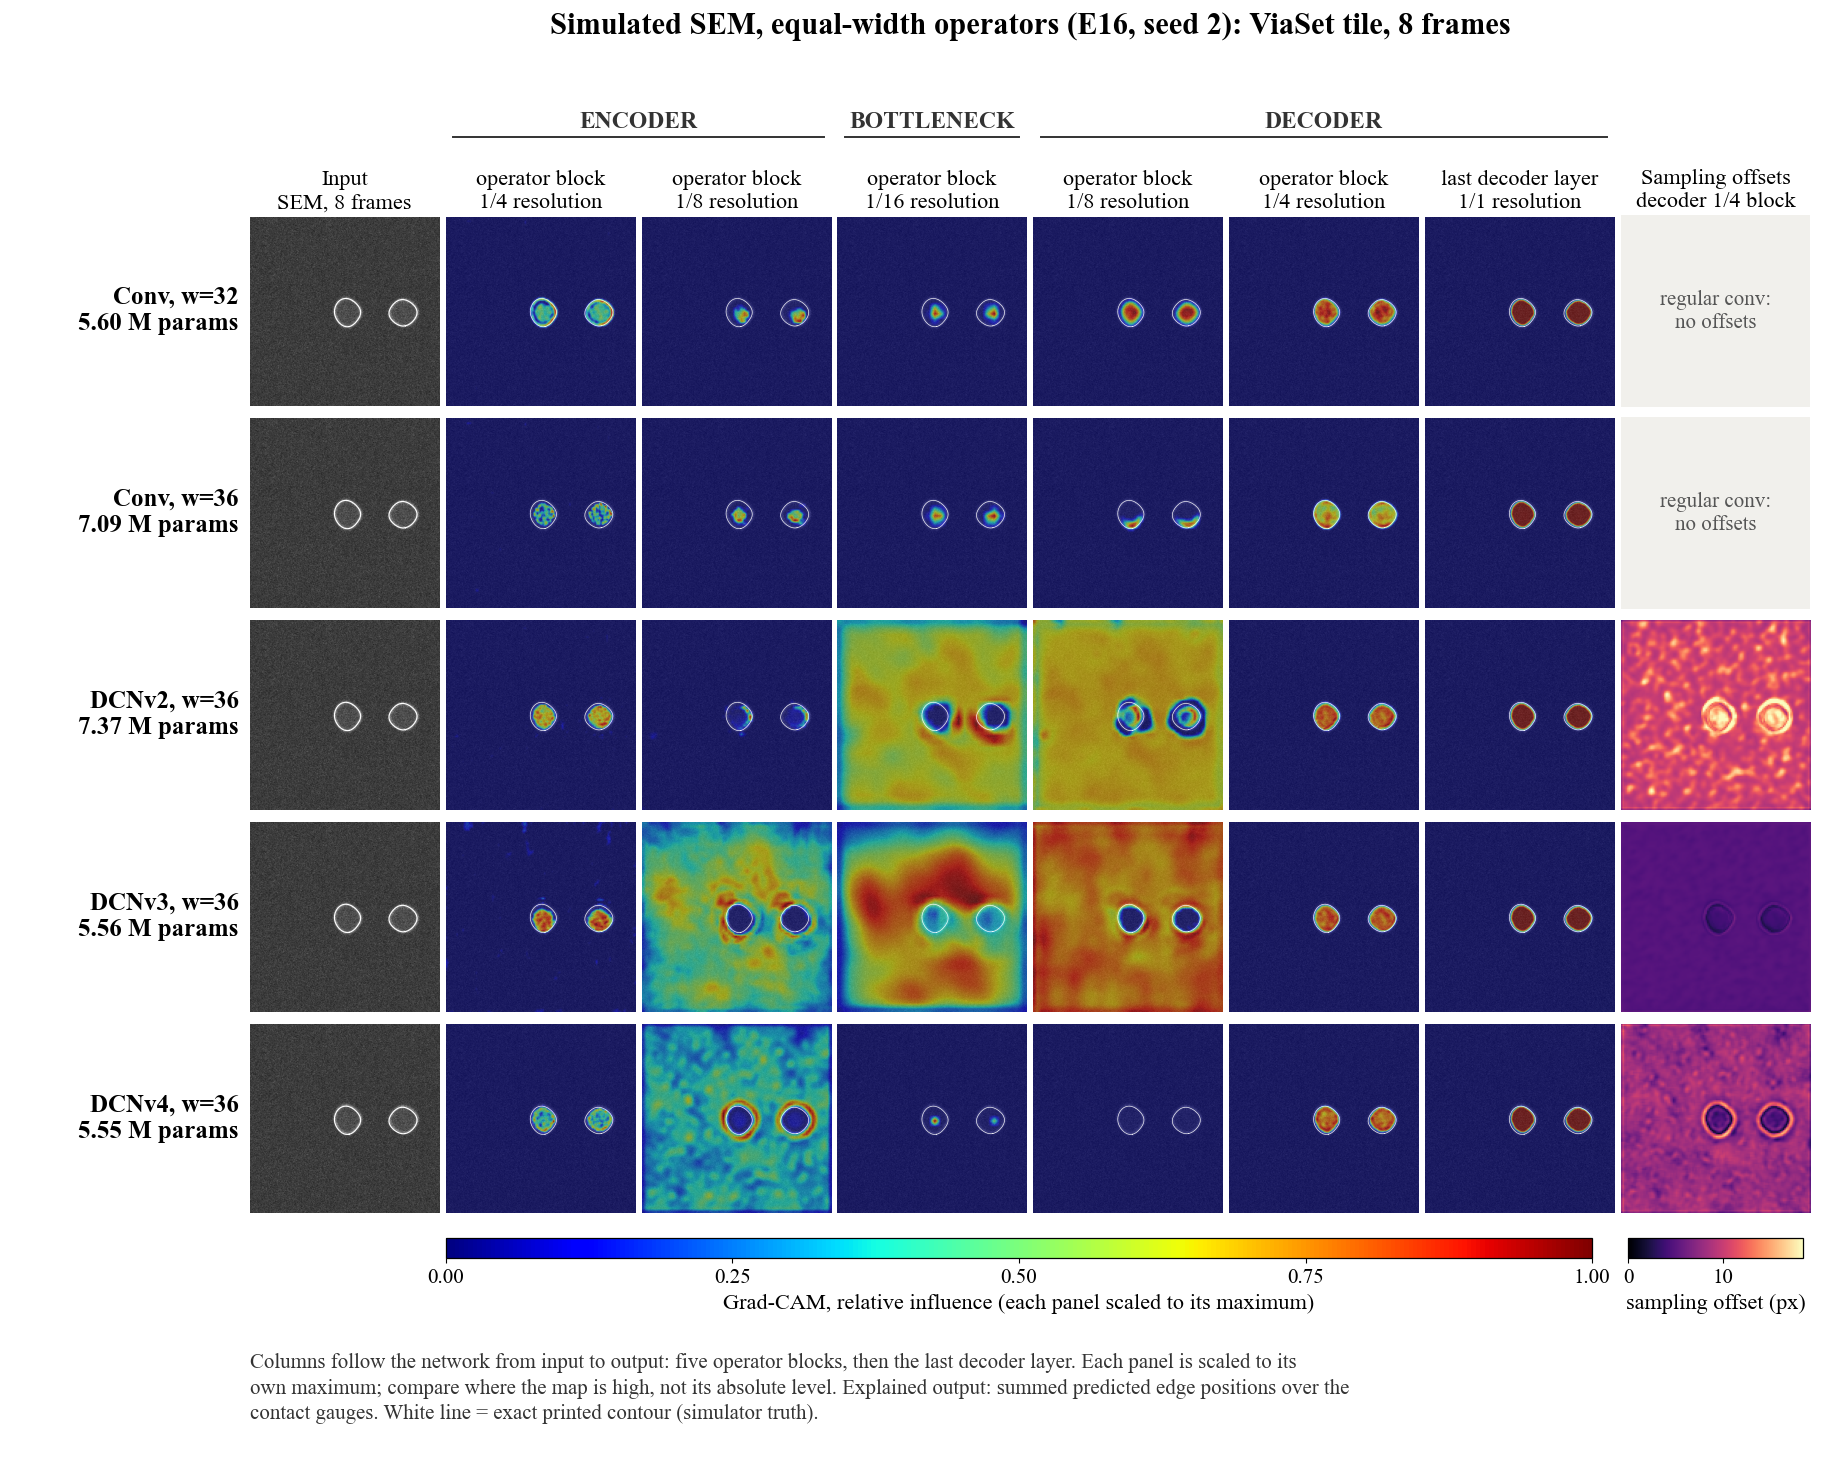 Simulated SEM, equal-width operators (E16, seed 2): ViaSet tile, 8 frames
ENCODER
BOTTLENECK
DECODER
Input
SEM, 8 frames
operator block
1/4 resolution
operator block
1/8 resolution
operator block
1/16 resolution
operator block
1/8 resolution
operator block
1/4 resolution
last decoder layer
1/1 resolution
Sampling offsets
decoder 1/4 block
Conv, w=32
5.60 M params
regular conv:
no offsets
Conv, w=36
7.09 M params
regular conv:
no offsets
DCNv2, w=36
7.37 M params
DCNv3, w=36
5.56 M params
DCNv4, w=36
5.55 M params
0.00
0.25
0.50
0.75
1.00
Grad-CAM, relative influence (each panel scaled to its maximum)
0
10
sampling offset (px)
Columns follow the network from input to output: five operator blocks, then the last decoder layer. Each panel is scaled to its
own maximum; compare where the map is high, not its absolute level. Explained output: summed predicted edge positions over the
contact gauges. White line = exact printed contour (simulator truth).